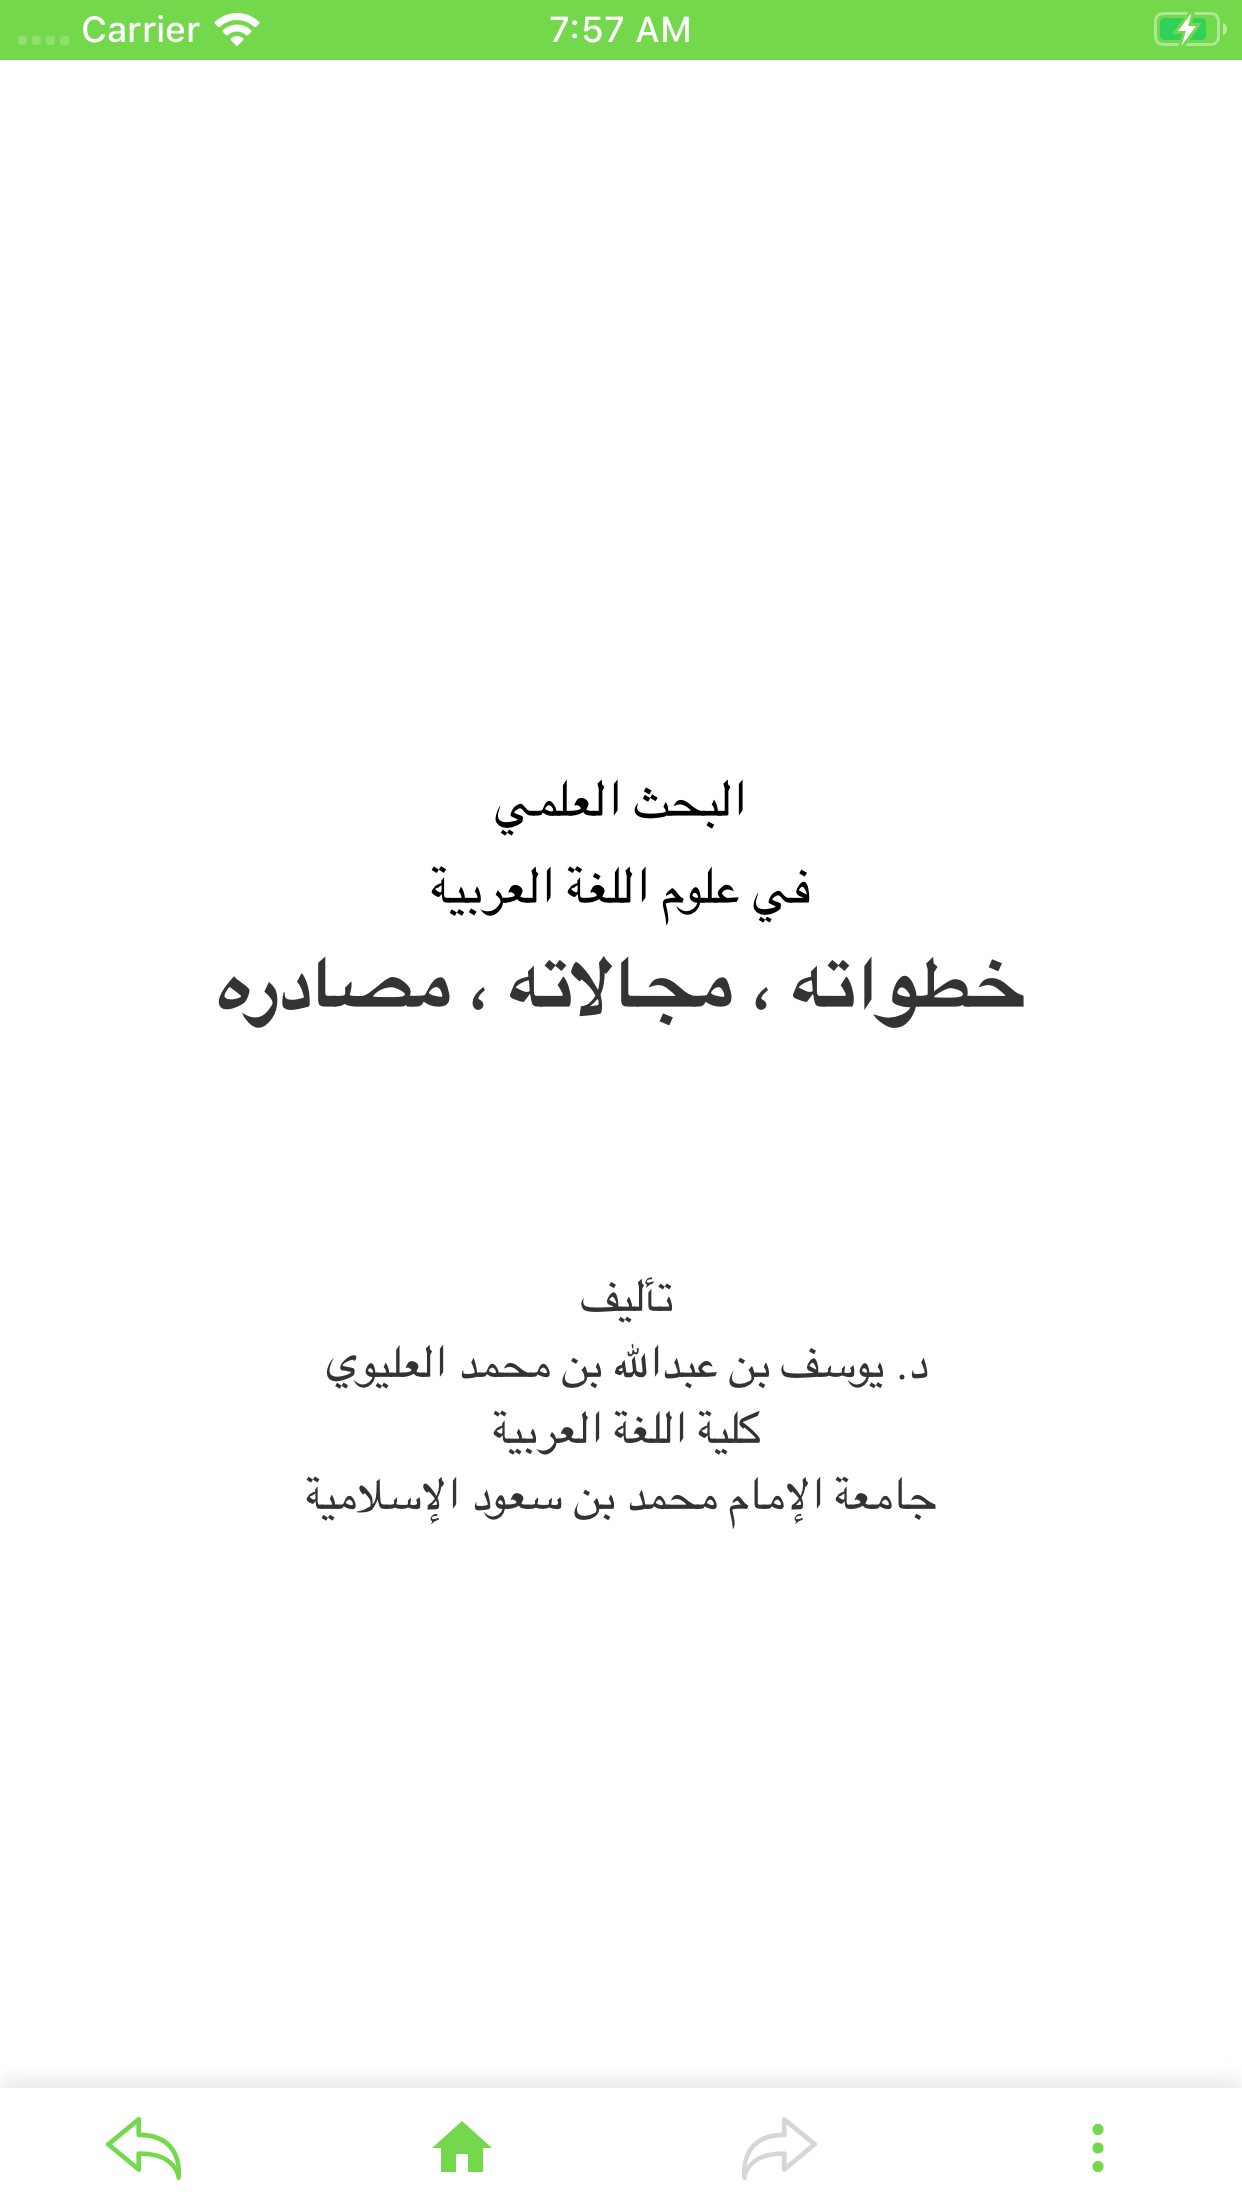 Carrier 7:57 AM
البحث العلمي
في علوم اللغة العربية
خطواته ، مجالاته ، مصادره
تأليف
د. يوسف بن عبدالله بن محمد العليوي
كلية اللغة العربية
جامعة الإمام محمد بن سعود الإسلامية